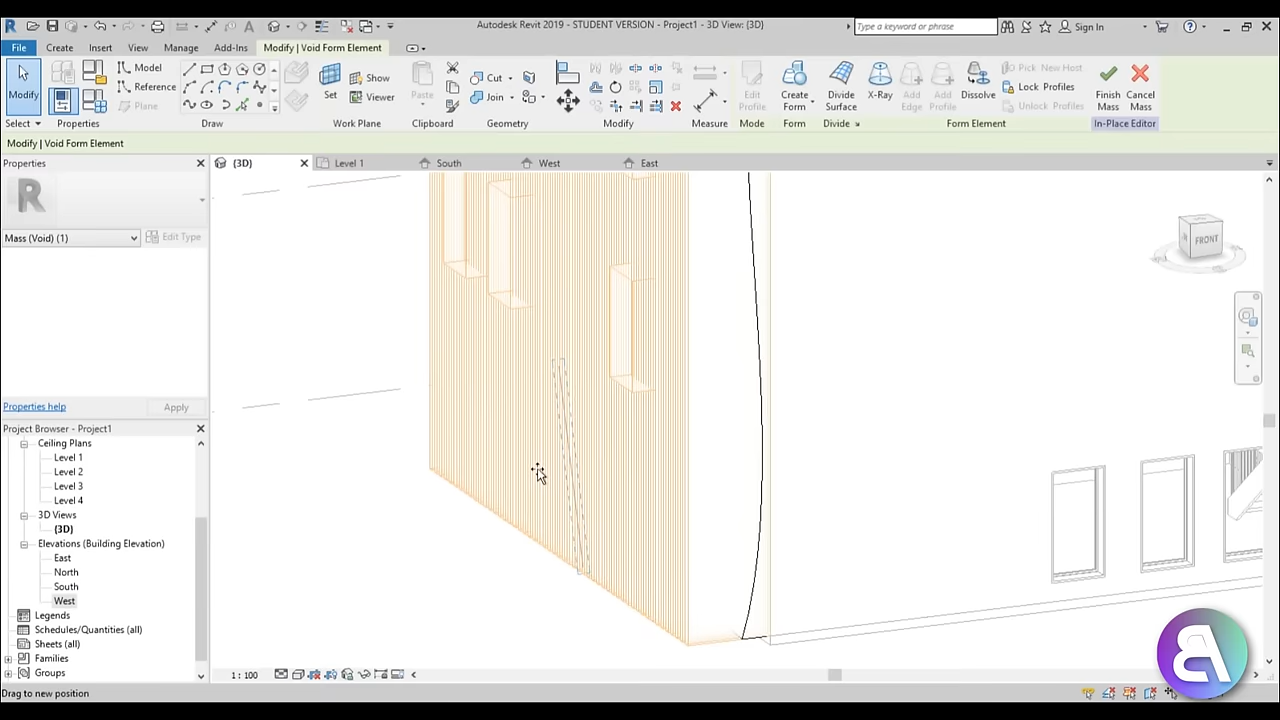 Autodesk Revit 2019 - STUDENT VERSION - Project1 - 3D View: {3D}
Type a keyword or phrase
Sign In
File Create Insert View Manage Add-Ins Modify | Void Form Element
Modify
Model
Reference
Plane
Set
Show
Viewer
Paste
Cut
Join
Edit Profile
Create Form
Divide Surface
X-Ray
Add Edge
Add Profile
Dissolve
Pick New Host
Lock Profiles
Unlock Profiles
Finish Mass
Cancel Mass
Select Properties Draw Work Plane Clipboard Geometry Modify Measure Mode Form Divide Form Element In-Place Editor
Modify | Void Form Element
Properties
{3D} Level 1 South West East
R
Mass (Void) (1)
Edit Type
FRONT
Properties help
Apply
Project Browser - Project1
Ceiling Plans
Level 1
Level 2
Level 3
Level 4
3D Views
{3D}
Elevations (Building Elevation)
East
North
South
West
Legends
Schedules/Quantities (all)
Sheets (all)
Families
Groups
1 : 100
Drag to new position
B